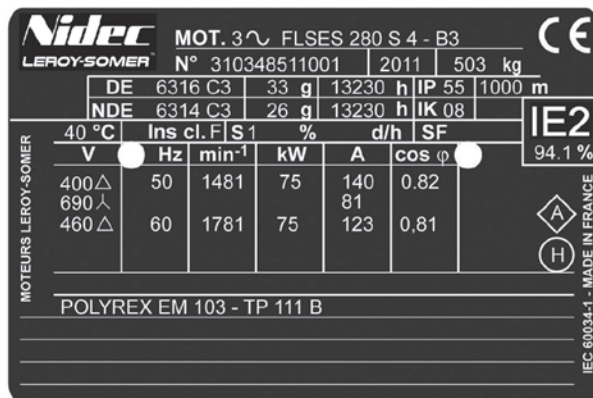 Nidec
LEROY-SOMER
MOT. 3∿ FLSES 280 S 4 - B3
CE
N° 310348511001 2011 503 kg
DE 6316 C3 33 g 13230 h IP 55 1000 m
NDE 6314 C3 26 g 13230 h IK 08
IE2
94.1 %
40 °C Ins cl. F S 1 % d/h SF
V Hz min-1 kW A cos φ
400 △ 50 1481 75 140 0.82
690 ⅄ 81
460 △ 60 1781 75 123 0,81
A
H
POLYREX EM 103 - TP 111 B
MOTEURS LEROY-SOMER
IEC 60034-1 - MADE IN FRANCE